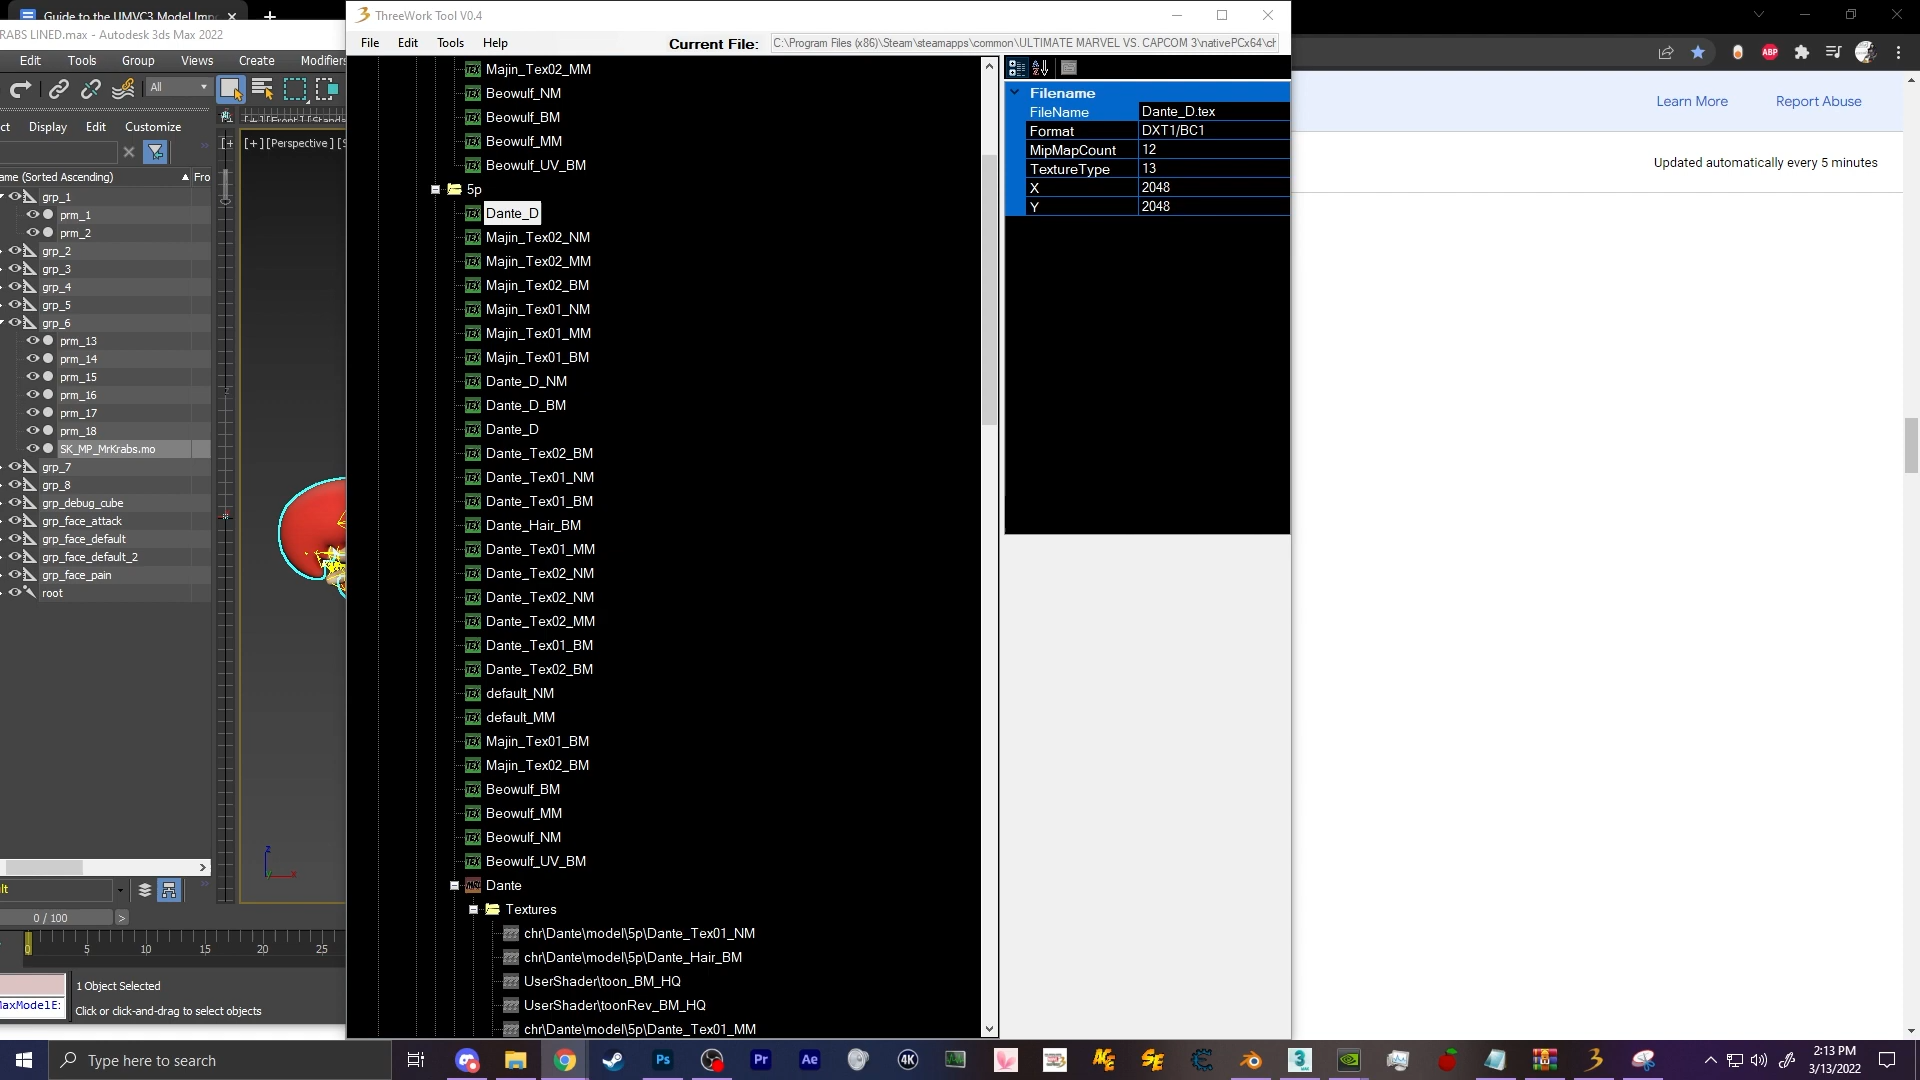 Guide to the UMVC3 Model Imp
RABS LINED.max - Autodesk 3ds Max 2022
Edit Tools Group Views Create Modifiers
All
ct Display Edit Customize
ame (Sorted Ascending) Fro
grp_1
prm_1
prm_2
grp_2
grp_3
grp_4
grp_5
grp_6
prm_13
prm_14
prm_15
prm_16
prm_17
prm_18
SK_MP_MrKrabs.mo
grp_7
grp_8
grp_debug_cube
grp_face_attack
grp_face_default
grp_face_default_2
grp_face_pain
root
[+][Perspective][S
0 / 100
0 5 10 15 20 25
1 Object Selected
Click or click-and-drag to select objects
ThreeWork Tool V0.4
File Edit Tools Help
Current File: C:\Program Files (x86)\Steam\steamapps\common\ULTIMATE MARVEL VS. CAPCOM 3\nativePCx64\ch
Majin_Tex02_MM
Beowulf_NM
Beowulf_BM
Beowulf_MM
Beowulf_UV_BM
5p
Dante_D
Majin_Tex02_NM
Majin_Tex02_MM
Majin_Tex02_BM
Majin_Tex01_NM
Majin_Tex01_MM
Majin_Tex01_BM
Dante_D_NM
Dante_D_BM
Dante_D
Dante_Tex02_BM
Dante_Tex01_NM
Dante_Tex01_BM
Dante_Hair_BM
Dante_Tex01_MM
Dante_Tex02_NM
Dante_Tex02_NM
Dante_Tex02_MM
Dante_Tex01_BM
Dante_Tex02_BM
default_NM
default_MM
Majin_Tex01_BM
Majin_Tex02_BM
Beowulf_BM
Beowulf_MM
Beowulf_NM
Beowulf_UV_BM
Dante
Textures
chr\Dante\model\5p\Dante_Tex01_NM
chr\Dante\model\5p\Dante_Hair_BM
UserShader\toon_BM_HQ
UserShader\toonRev_BM_HQ
chr\Dante\model\5p\Dante_Tex01_MM
Filename
FileName Dante_D.tex
Format DXT1/BC1
MipMapCount 12
TextureType 13
X 2048
Y 2048
Learn More Report Abuse
Updated automatically every 5 minutes
Type here to search
2:13 PM
3/13/2022